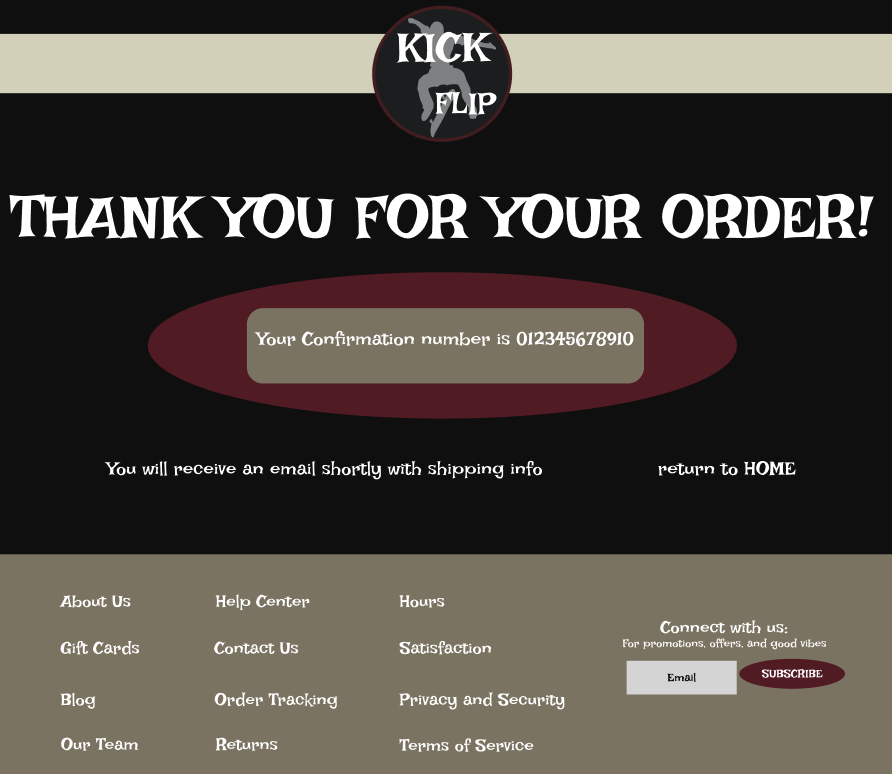 KICK
FLIP
THANK YOU FOR YOUR ORDER!
Your Confirmation number is 012345678910
You will receive an email shortly with shipping info
return to HOME
About Us
Help Center
Hours
Gift Cards
Contact Us
Satisfaction
Blog
Order Tracking
Privacy and Security
Our Team
Returns
Terms of Service
Connect with us:
For promotions, offers, and good vibes
Email
SUBSCRIBE